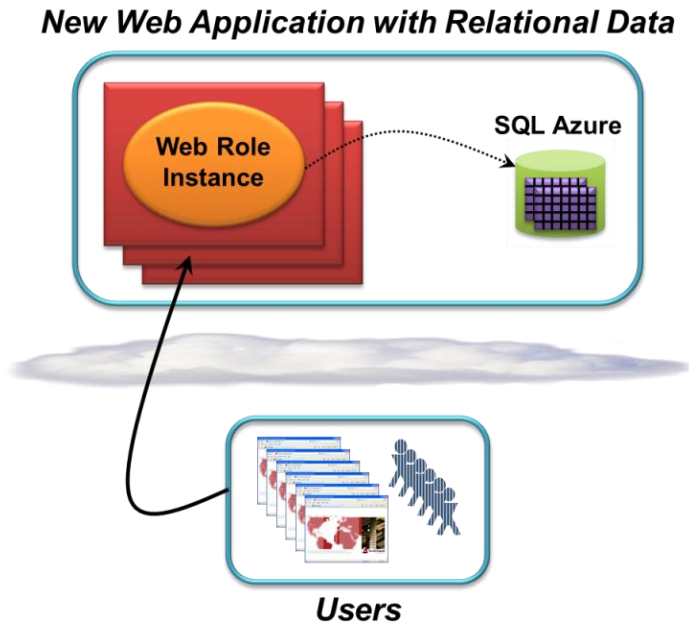 New Web Application with Relational Data
Web Role
Instance
SQL Azure
Users